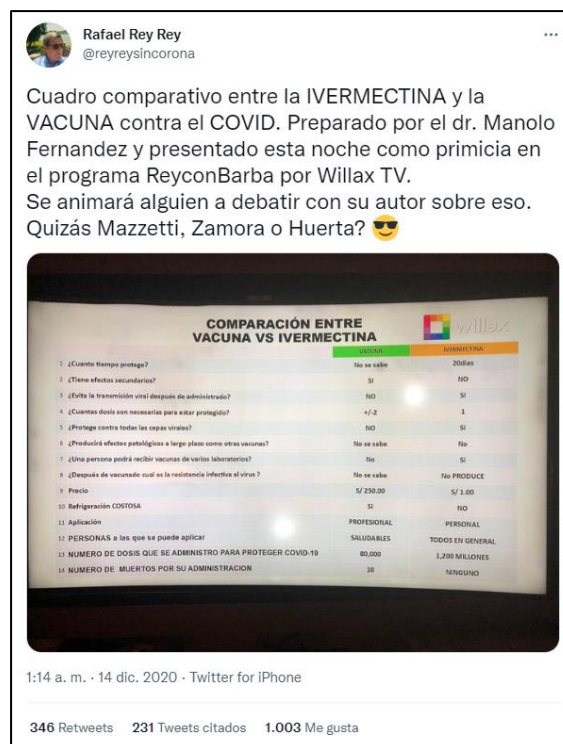 Rafael Rey Rey
@reyreysincorona
Cuadro comparativo entre la IVERMECTINA y la
VACUNA contra el COVID. Preparado por el dr. Manolo
Fernandez y presentado esta noche como primicia en
el programa ReyconBarba por Willax TV.
Se animará alguien a debatir con su autor sobre eso.
Quizás Mazzetti, Zamora o Huerta? 😎
COMPARACIÓN ENTRE
VACUNA VS IVERMECTINA
willax
VACUNA IVERMECTINA
1 ¿Cuanto tiempo protege? No se sabe 20dias
2 ¿Tiene efectos secundarios? SI NO
3 ¿Evita la transmisión viral después de administrado? NO SI
4 ¿Cuantas dosis son necesarias para estar protegido? +/-2 1
5 ¿Protege contra todas las cepas virales? NO SI
6 ¿Producirá efectos patológicos a largo plazo como otras vacunas? No se sabe No
7 ¿Una persona podrá recibir vacunas de varios laboratorios? No SI
8 ¿Después de vacunado cual es la resistencia infectiva al virus ? No se sabe No PRODUCE
9 Precio S/ 250.00 S/ 1.00
10 Refrigeración COSTOSA SI NO
11 Aplicación PROFESIONAL PERSONAL
12 PERSONAS a las que se puede aplicar SALUDABLES TODOS EN GENERAL
13 NUMERO DE DOSIS QUE SE ADMINISTRO PARA PROTEGER COVID-19 80,000 1,200 MILLONES
14 NUMERO DE MUERTOS POR SU ADMINISTRACION 10 NINGUNO
1:14 a. m. · 14 dic. 2020 · Twitter for iPhone
346 Retweets 231 Tweets citados 1.003 Me gusta